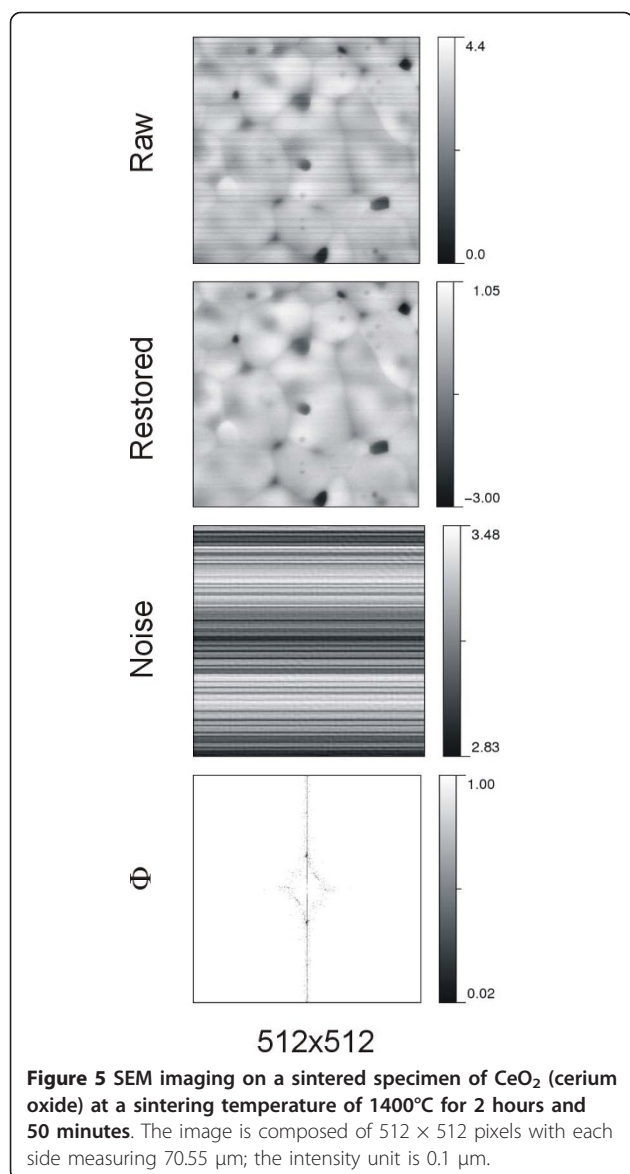 Raw
4.4
0.0
Restored
1.05
−3.00
Noise
3.48
2.83
Φ
1.00
0.02
512x512
Figure 5 SEM imaging on a sintered specimen of CeO₂ (cerium
oxide) at a sintering temperature of 1400°C for 2 hours and
50 minutes. The image is composed of 512 × 512 pixels with each
side measuring 70.55 μm; the intensity unit is 0.1 μm.